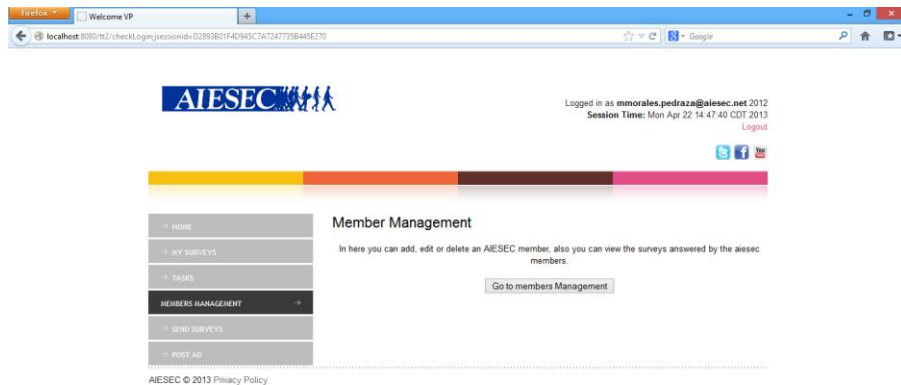 Firefox
Welcome VP
localhost:8080/tt2/checkLogin;jsessionid=D2893B01F4D945C7A7247735B445E270
Google
AIESEC
Logged in as mmorales.pedraza@aiesec.net 2012
Session Time: Mon Apr 22 14:47:40 CDT 2013
Logout
You
HOME
MY SURVEYS
TASKS
MEMBERS MANAGEMENT
SEND SURVEYS
POST AD
Member Management
In here you can add, edit or delete an AIESEC member, also you can view the surveys answered by the aiesec
members.
Go to members Management
AIESEC © 2013 Privacy Policy